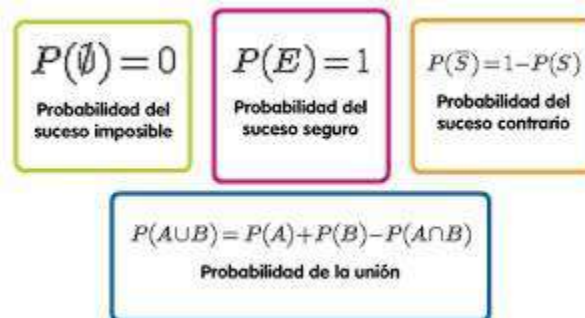 P(∅)=0
Probabilidad del
suceso imposible
P(E)=1
Probabilidad del
suceso seguro
P(S̅)=1−P(S)
Probabilidad del
suceso contrario
P(A∪B)=P(A)+P(B)−P(A∩B)
Probabilidad de la unión